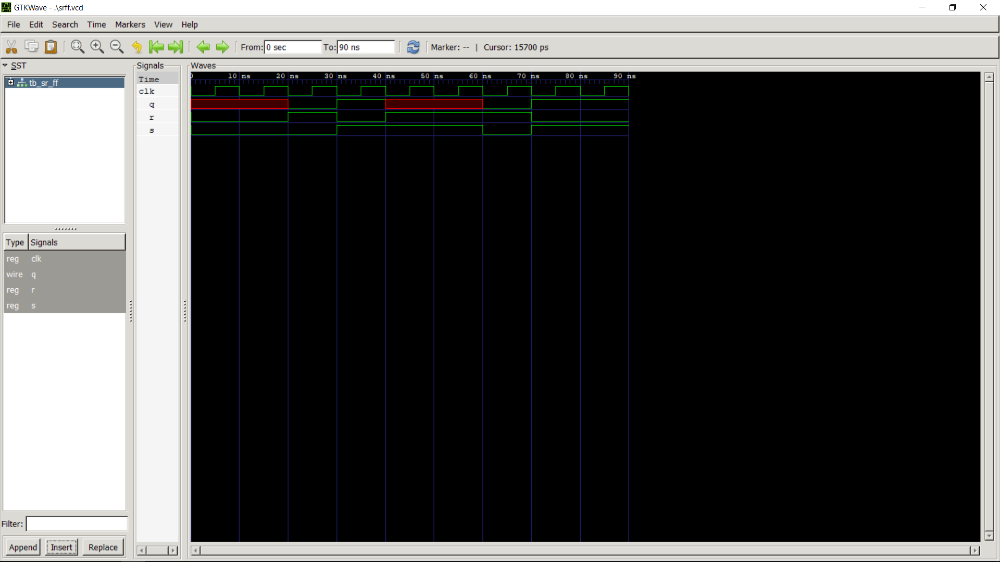 GTKWave - .\srff.vcd
File Edit Search Time Markers View Help
From: 0 sec To: 90 ns Marker: -- | Cursor: 15700 ps
SST
tb_sr_ff
Type Signals
reg clk
wire q
reg r
reg s
Filter:
Append Insert Replace
Signals
Time
clk
q
r
s
Waves
0 10 ns 20 ns 30 ns 40 ns 50 ns 60 ns 70 ns 80 ns 90 ns